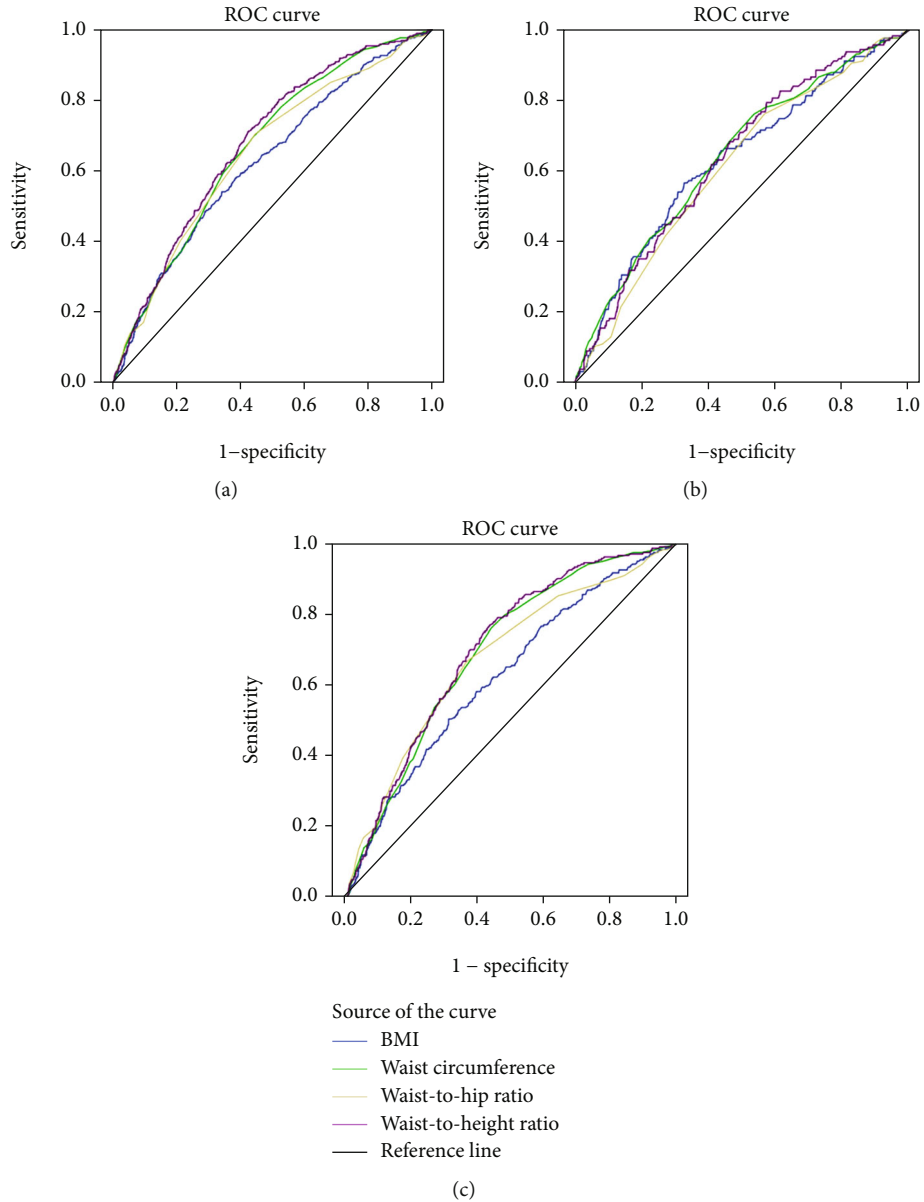 ROC curve
1.0
0.8
0.6
0.4
0.2
0.0
Sensitivity
0.0 0.2 0.4 0.6 0.8 1.0
1−specificity
(a)
ROC curve
1.0
0.8
0.6
0.4
0.2
0.0
Sensitivity
0.0 0.2 0.4 0.6 0.8 1.0
1−specificity
(b)
ROC curve
1.0
0.8
0.6
0.4
0.2
0.0
Sensitivity
0.0 0.2 0.4 0.6 0.8 1.0
1 − specificity
Source of the curve
BMI
Waist circumference
Waist-to-hip ratio
Waist-to-height ratio
Reference line
(c)